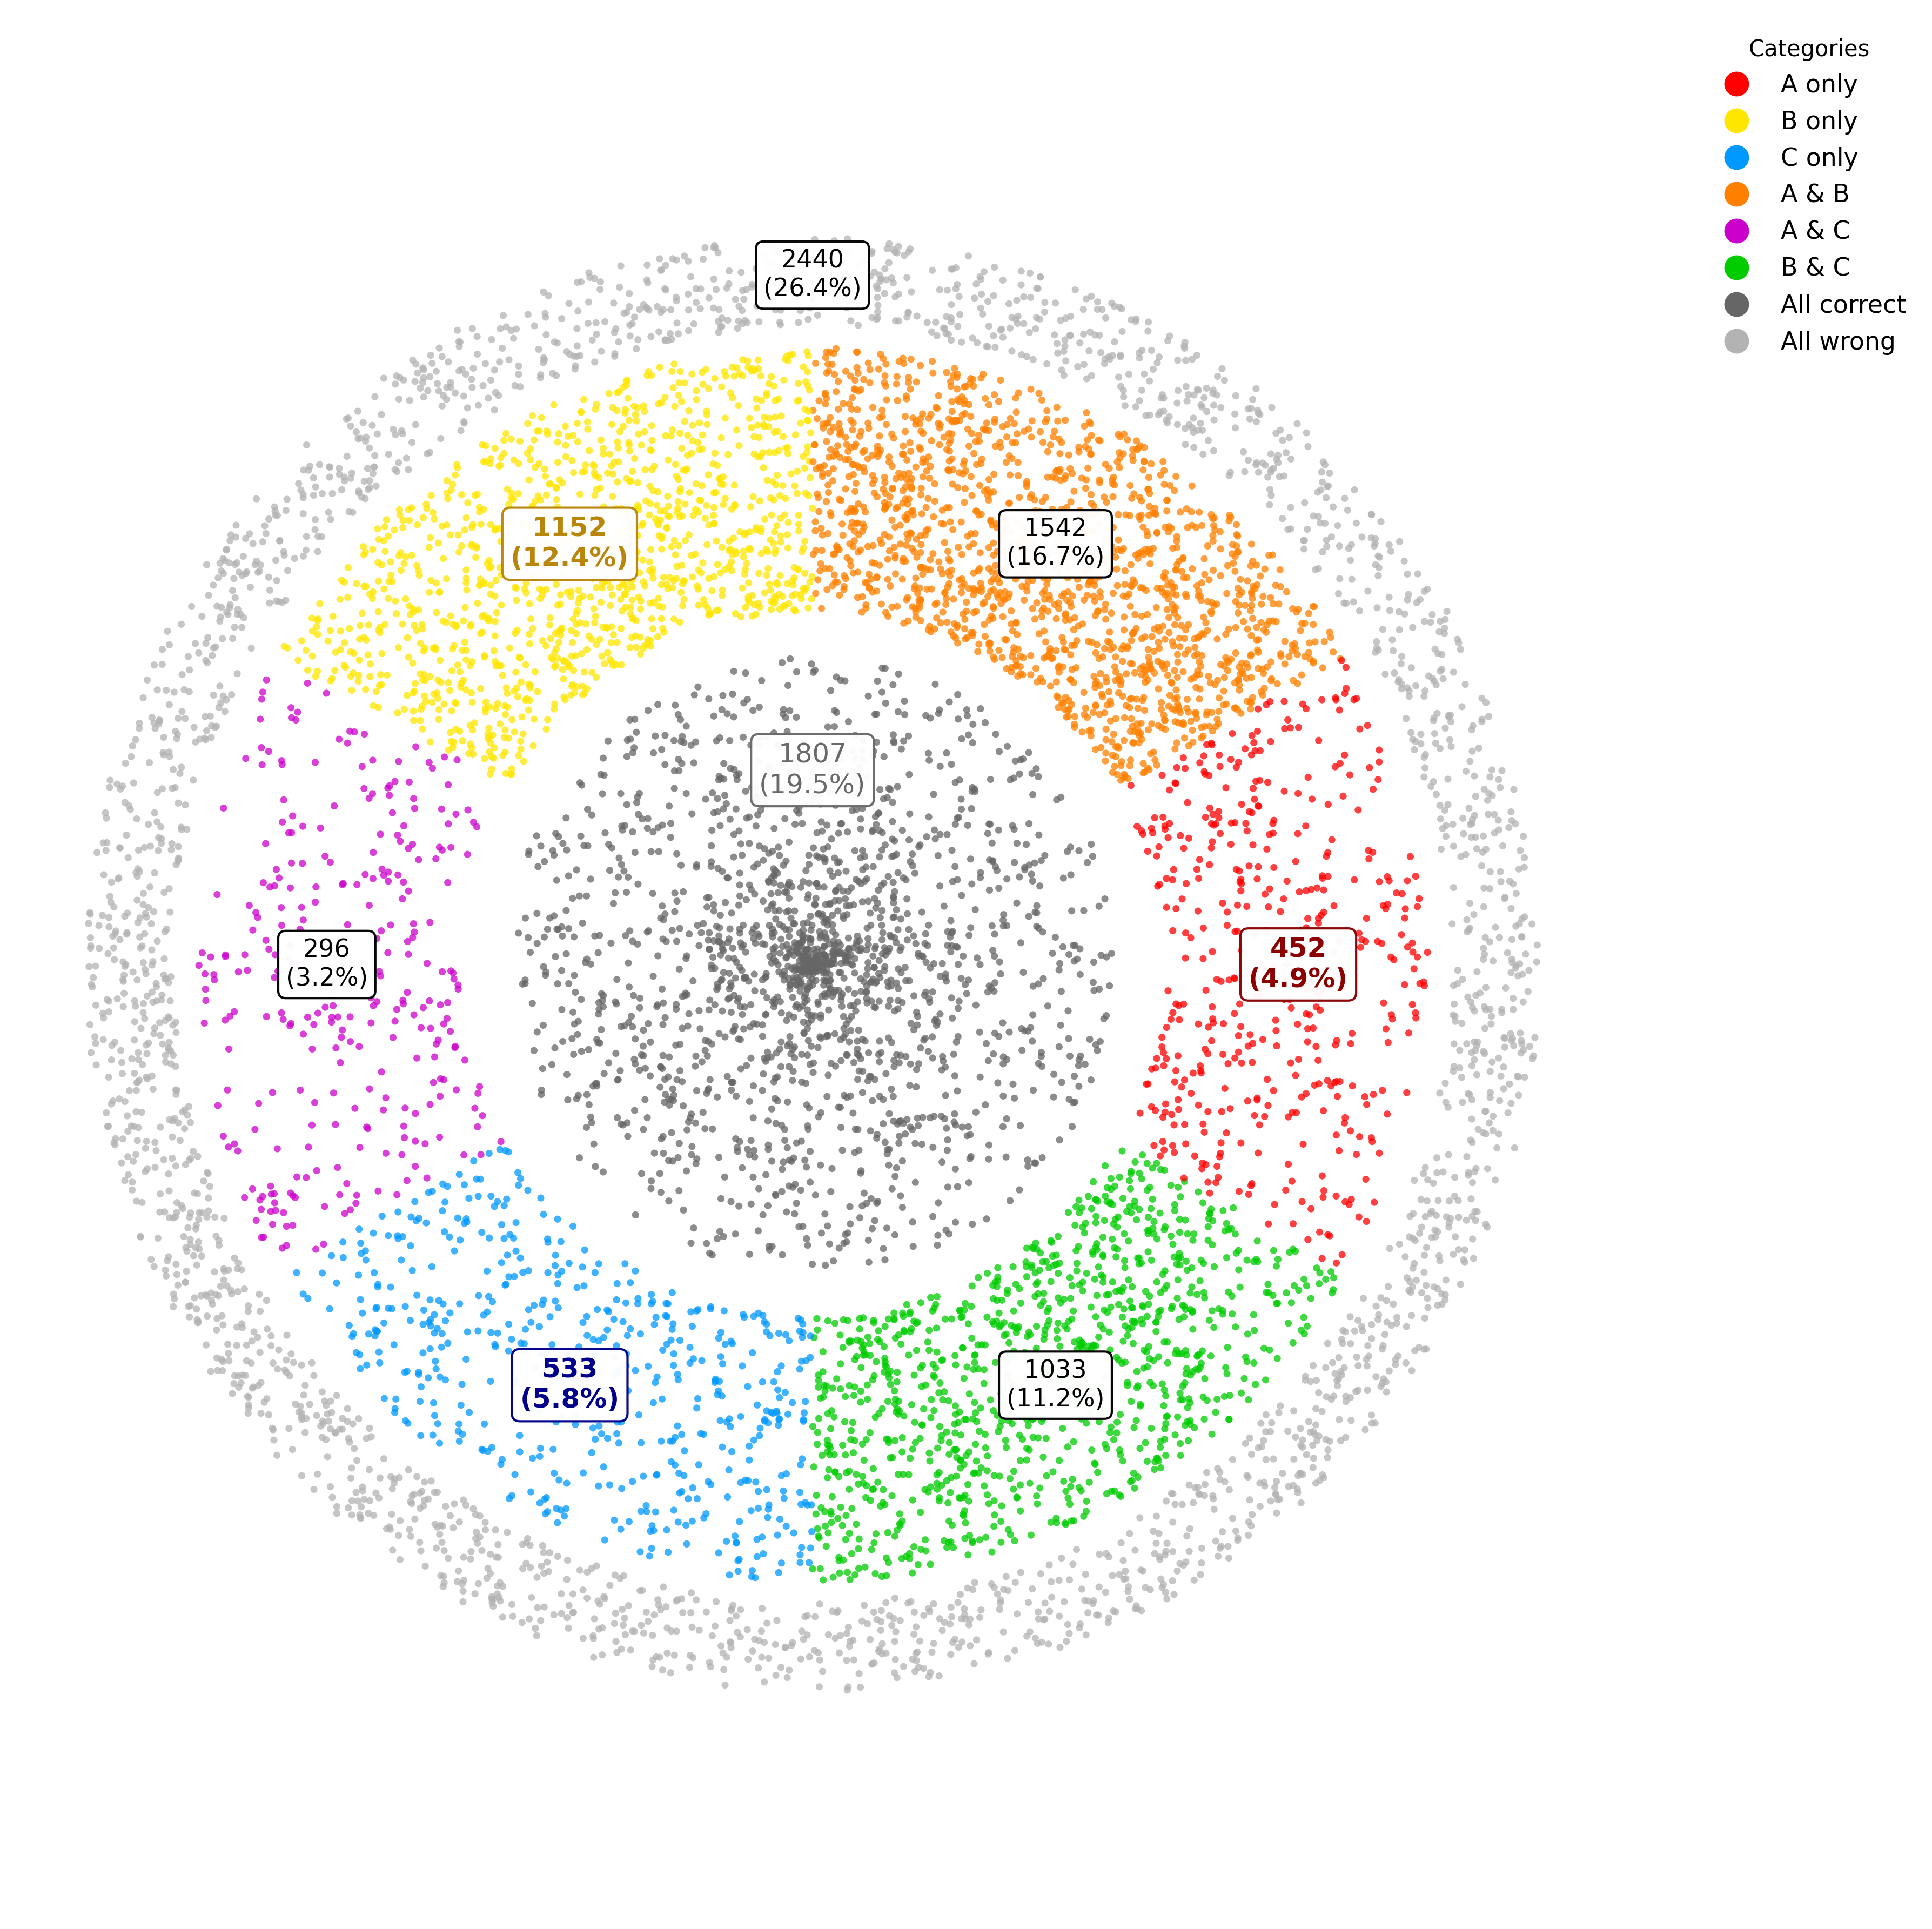 Categories
A only
B only
C only
A & B
A & C
B & C
All correct
All wrong
2440
(26.4%)
1152
(12.4%)
1542
(16.7%)
1807
(19.5%)
296
(3.2%)
452
(4.9%)
533
(5.8%)
1033
(11.2%)